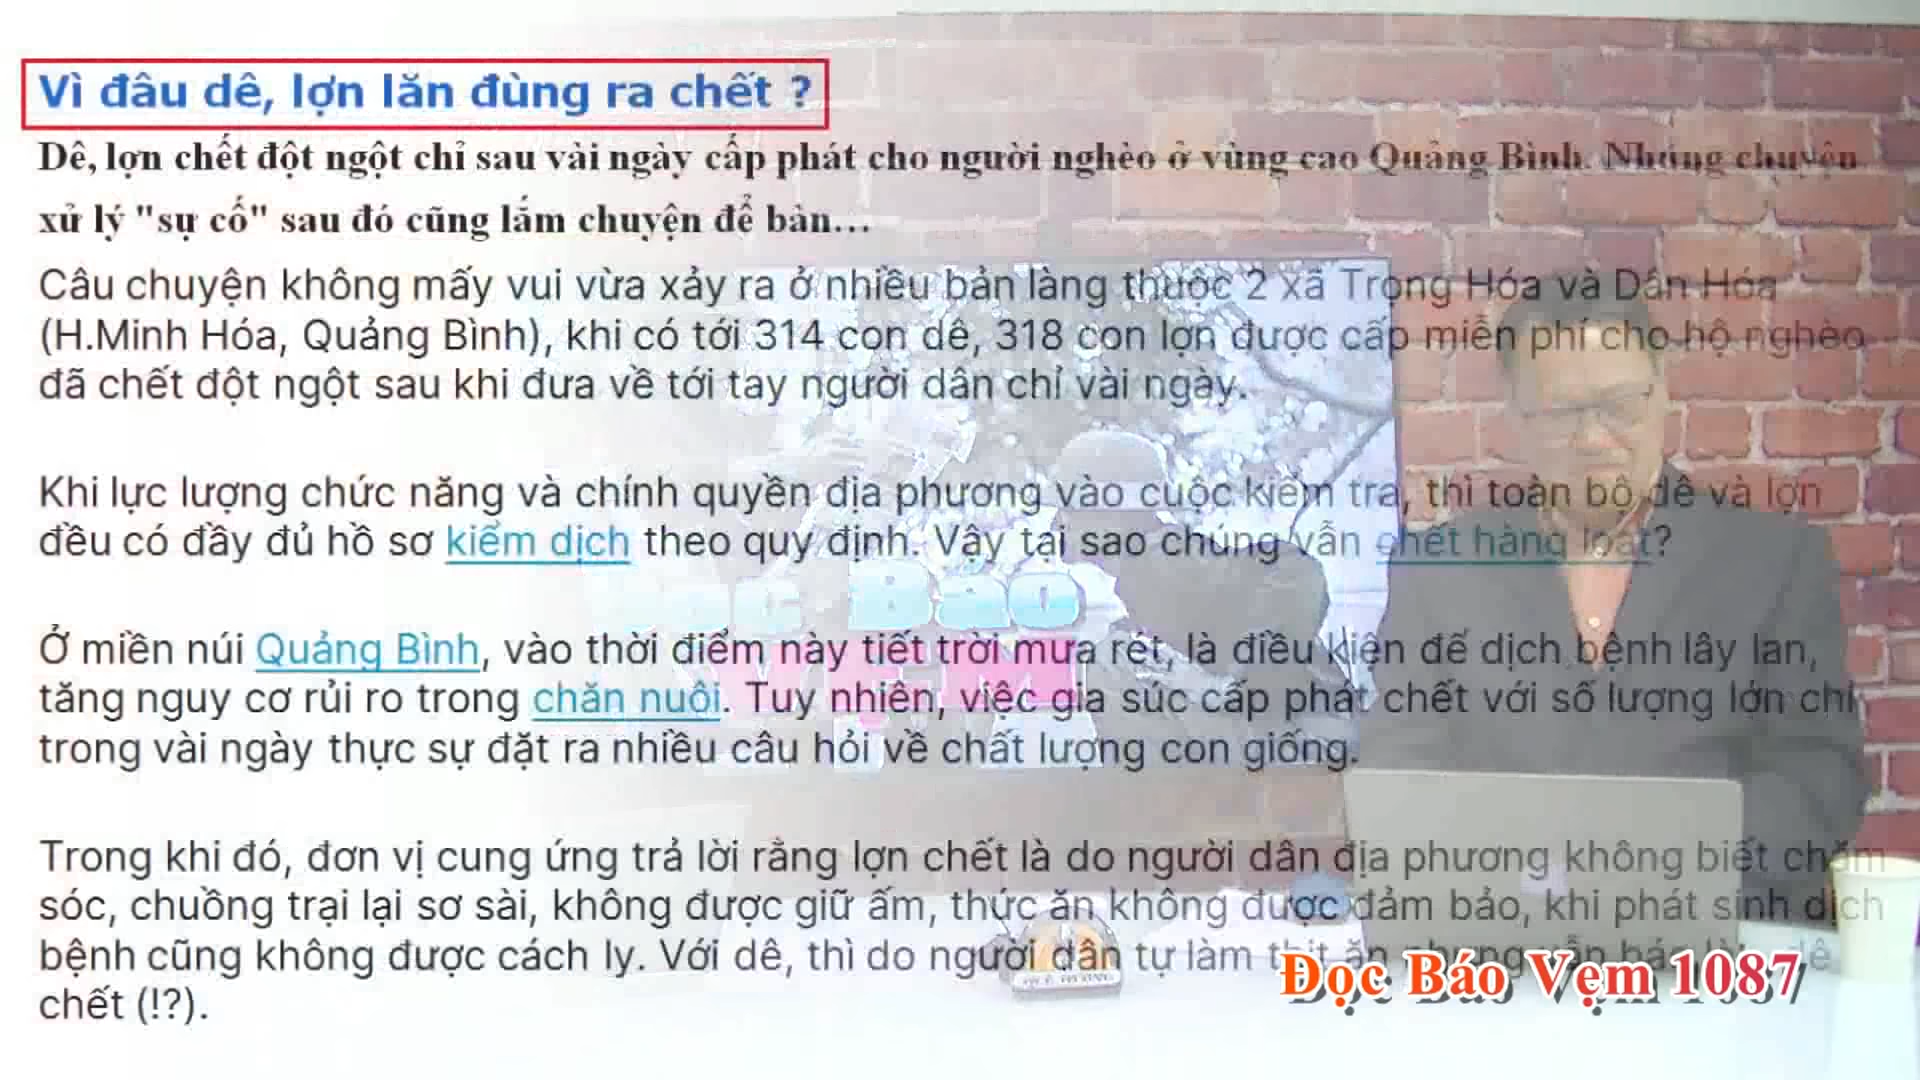 Vì đâu dê, lợn lăn đùng ra chết ?
Dê, lợn chết đột ngột chỉ sau vài ngày cấp phát cho người nghèo ở vùng cao Quảng Bình. Nhưng chuyện
xử lý "sự cố" sau đó cũng lắm chuyện để bàn...
Câu chuyện không mấy vui vừa xảy ra ở nhiều bản làng thuộc 2 xã Trọng Hóa và Dân Hóa
(H.Minh Hóa, Quảng Bình), khi có tới 314 con dê, 318 con lợn được cấp miễn phí cho hộ nghèo
đã chết đột ngột sau khi đưa về tới tay người dân chỉ vài ngày.
Khi lực lượng chức năng và chính quyền địa phương vào cuộc kiểm tra, thì toàn bộ dê và lợn
đều có đầy đủ hồ sơ kiểm dịch theo quy định. Vậy tại sao chúng vẫn chết hàng loạt?
Ở miền núi Quảng Bình, vào thời điểm này tiết trời mưa rét, là điều kiện để dịch bệnh lây lan,
tăng nguy cơ rủi ro trong chăn nuôi. Tuy nhiên, việc gia súc cấp phát chết với số lượng lớn chỉ
trong vài ngày thực sự đặt ra nhiều câu hỏi về chất lượng con giống.
Trong khi đó, đơn vị cung ứng trả lời rằng lợn chết là do người dân địa phương không biết chăm
sóc, chuồng trại lại sơ sài, không được giữ ấm, thức ăn không được đảm bảo, khi phát sinh dịch
bệnh cũng không được cách ly. Với dê, thì do người dân tự làm thịt ăn nhưng vẫn báo dê
chết (!?).
Báo
VẸM
Đọc Báo Vẹm 1087